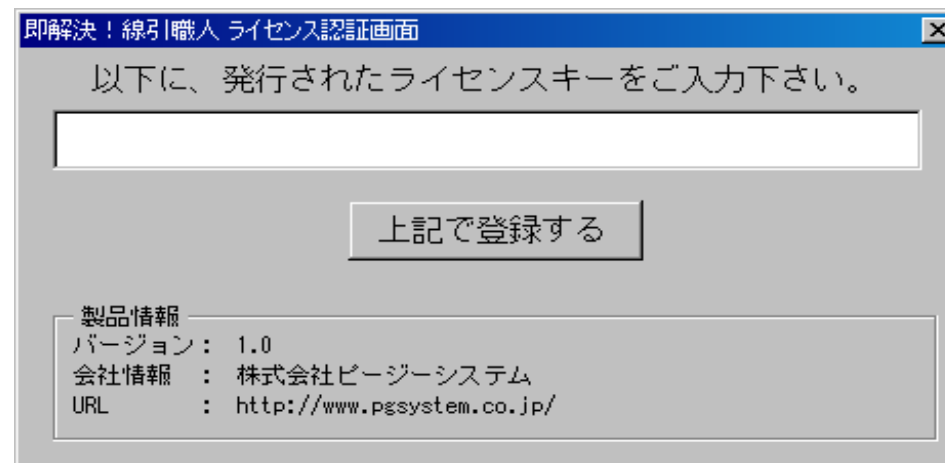 即解決！線引職人 ライセンス認証画面
以下に、発行されたライセンスキーをご入力下さい。
上記で登録する
製品情報
バージョン： 1.0
会社情報 ： 株式会社ピージーシステム
URL ： http://www.pgsystem.co.jp/